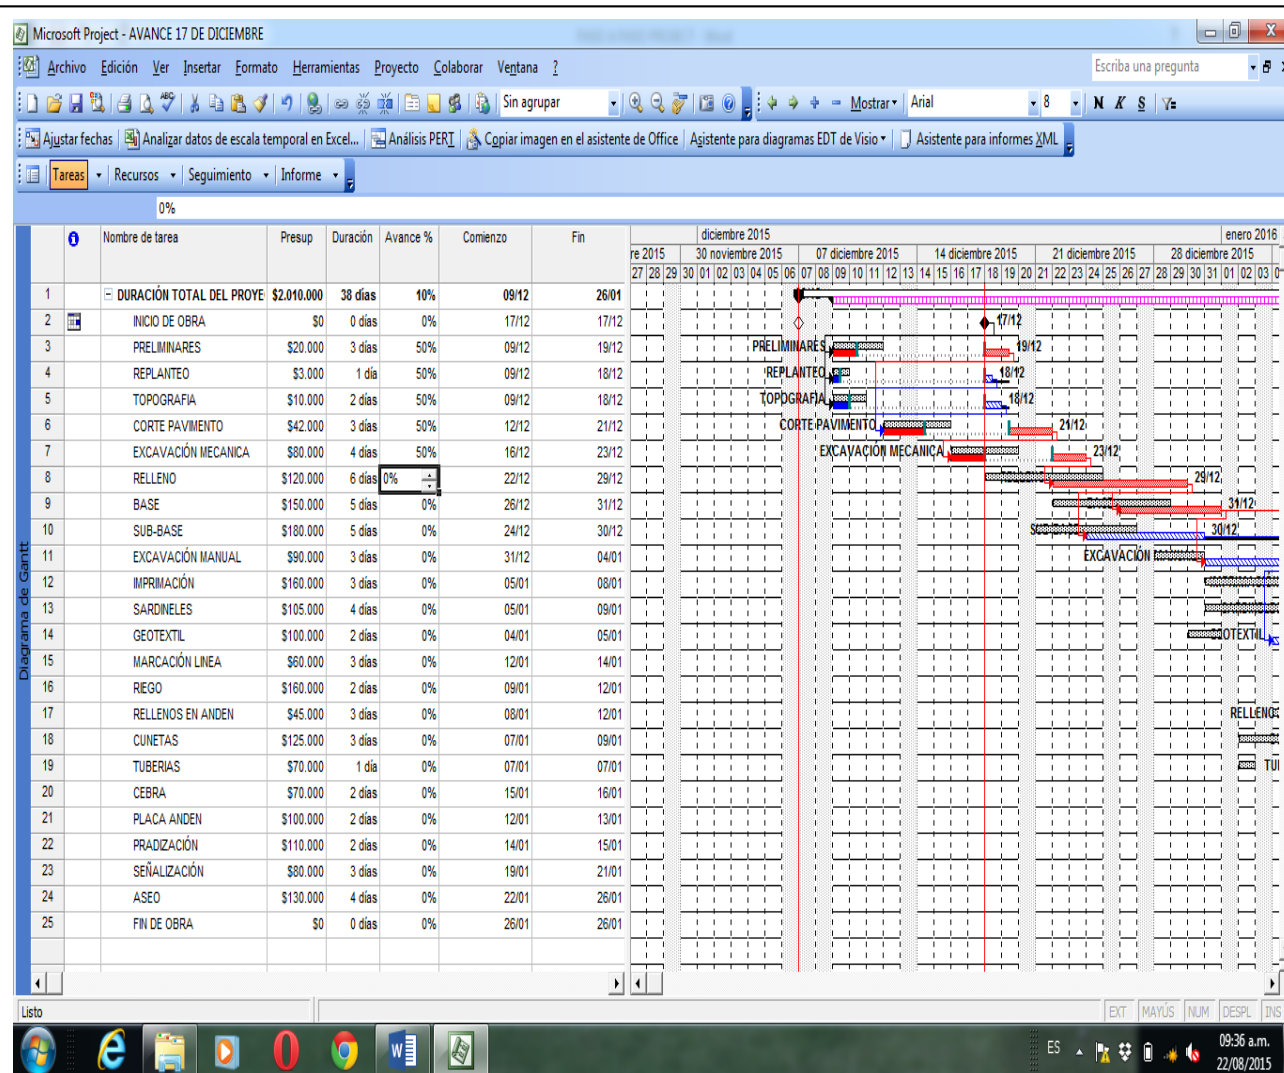 Microsoft Project - AVANCE 17 DE DICIEMBRE
Archivo Edición Ver Insertar Formato Herramientas Proyecto Colaborar Ventana ? Escriba una pregunta
Sin agrupar Mostrar Arial 8 N K S
Ajustar fechas Analizar datos de escala temporal en Excel... Análisis PERT Copiar imagen en el asistente de Office Asistente para diagramas EDT de Visio Asistente para informes XML
Tareas Recursos Seguimiento Informe
0%
Nombre de tarea Presup Duración Avance % Comienzo Fin
diciembre 2015 enero 2016
re 2015 30 noviembre 2015 07 diciembre 2015 14 diciembre 2015 21 diciembre 2015 28 diciembre 2015
27 28 29 30 01 02 03 04 05 06 07 08 09 10 11 12 13 14 15 16 17 18 19 20 21 22 23 24 25 26 27 28 29 30 31 01 02 03
1 DURACIÓN TOTAL DEL PROYE $2.010.000 38 días 10% 09/12 26/01
2 INICIO DE OBRA $0 0 días 0% 17/12 17/12 17/12
3 PRELIMINARES $20.000 3 días 50% 09/12 19/12 PRELIMINARES 19/12
4 REPLANTEO $3.000 1 día 50% 09/12 18/12 REPLANTEO 18/12
5 TOPOGRAFIA $10.000 2 días 50% 09/12 18/12 TOPOGRAFIA 18/12
6 CORTE PAVIMENTO $42.000 3 días 50% 12/12 21/12 CORTE PAVIMENTO 21/12
7 EXCAVACIÓN MECANICA $80.000 4 días 50% 16/12 23/12 EXCAVACIÓN MECANICA 23/12
8 RELLENO $120.000 6 días 0% 22/12 29/12 29/12
9 BASE $150.000 5 días 0% 26/12 31/12 31/12
10 SUB-BASE $180.000 5 días 0% 24/12 30/12 30/12
11 EXCAVACIÓN MANUAL $90.000 3 días 0% 31/12 04/01 EXCAVACIÓN
12 IMPRIMACIÓN $160.000 3 días 0% 05/01 08/01
13 SARDINELES $105.000 4 días 0% 05/01 09/01
14 GEOTEXTIL $100.000 2 días 0% 04/01 05/01 GEOTEXTIL
15 MARCACIÓN LINEA $60.000 3 días 0% 12/01 14/01
16 RIEGO $160.000 2 días 0% 09/01 12/01
17 RELLENOS EN ANDEN $45.000 3 días 0% 08/01 12/01 RELLENOS
18 CUNETAS $125.000 3 días 0% 07/01 09/01
19 TUBERIAS $70.000 1 día 0% 07/01 07/01 TU
20 CEBRA $70.000 2 días 0% 15/01 16/01
21 PLACA ANDEN $100.000 2 días 0% 12/01 13/01
22 PRADIZACIÓN $110.000 2 días 0% 14/01 15/01
23 SEÑALIZACIÓN $80.000 3 días 0% 19/01 21/01
24 ASEO $130.000 4 días 0% 22/01 26/01
25 FIN DE OBRA $0 0 días 0% 26/01 26/01
Diagrama de Gantt
Listo EXT MAYÚS NUM DESPL INS
ES 09:36 a.m.
22/08/2015